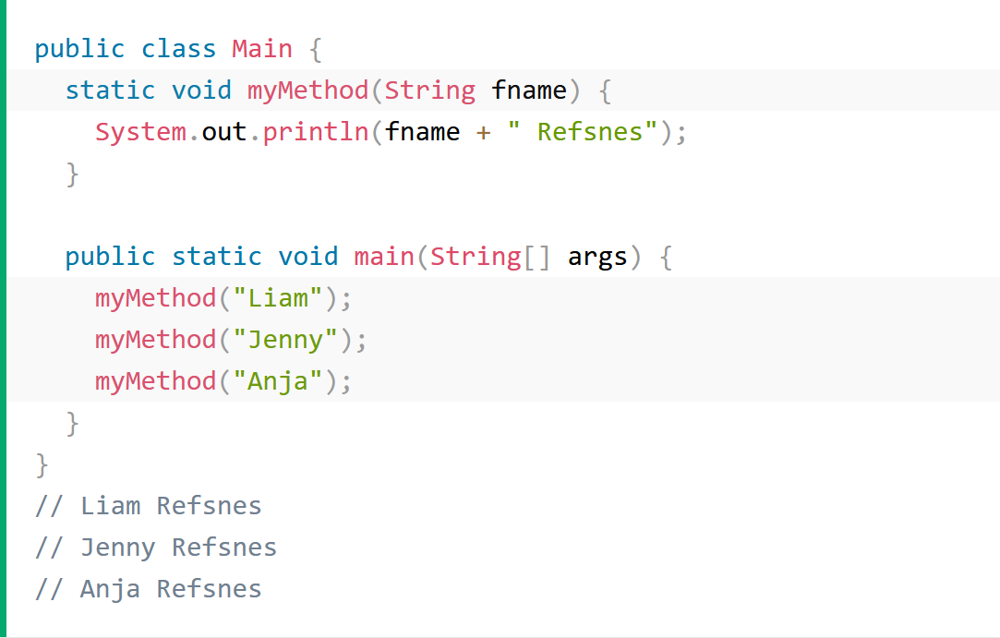 public class Main {
  static void myMethod(String fname) {
    System.out.println(fname + " Refsnes");
  }

  public static void main(String[] args) {
    myMethod("Liam");
    myMethod("Jenny");
    myMethod("Anja");
  }
}
// Liam Refsnes
// Jenny Refsnes
// Anja Refsnes